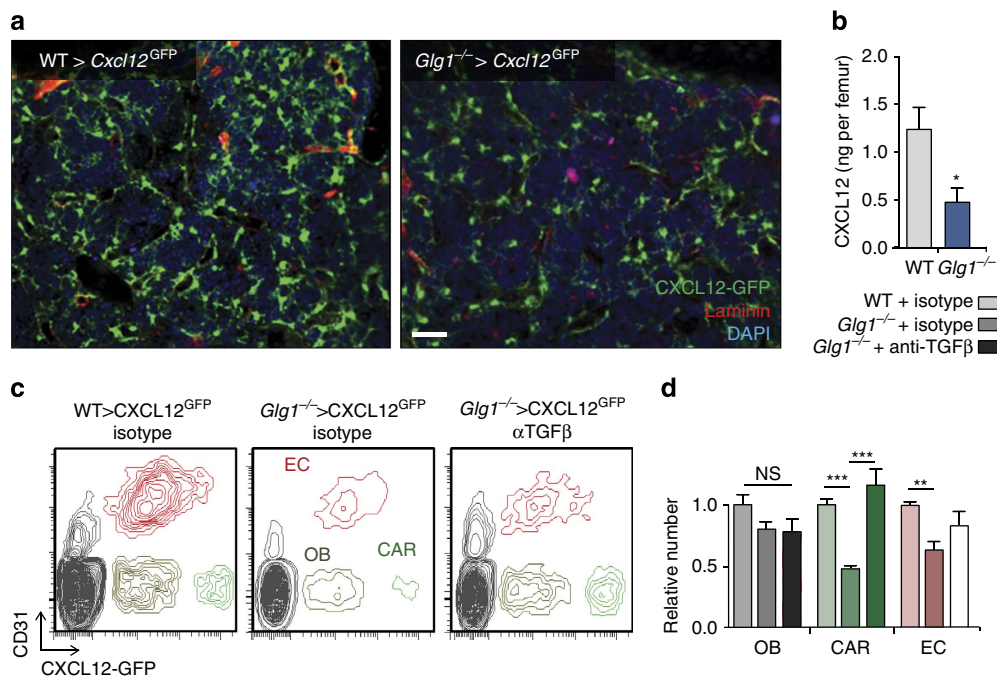 a
WT > Cxcl12GFP
Glg1–/– > Cxcl12GFP
CXCL12-GFP
Laminin
DAPI
b
CXCL12 (ng per femur)
2.0
1.5
1.0
0.5
0.0
*
WT Glg1–/–
WT + isotype
Glg1–/– + isotype
Glg1–/– + anti-TGFβ
c
WT>CXCL12GFP
isotype
Glg1–/–>CXCL12GFP
isotype
Glg1–/–>CXCL12GFP
αTGFβ
EC
OB
CAR
CD31
CXCL12-GFP
d
Relative number
1.0
0.5
0
NS
*** ***
**
OB CAR EC